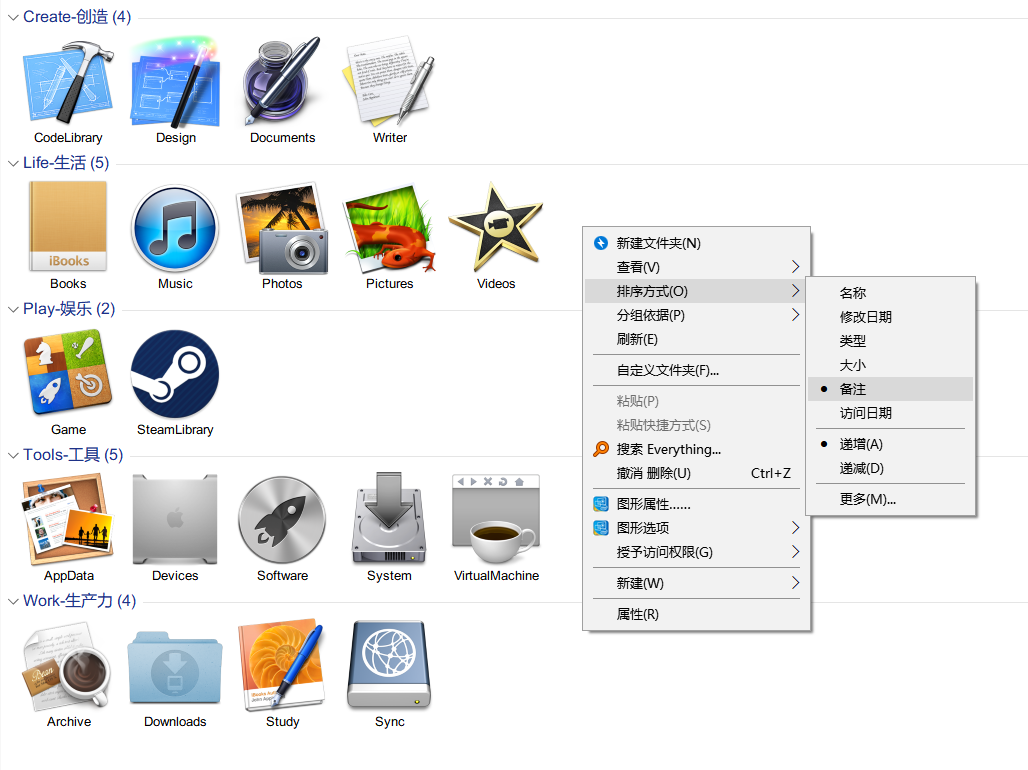 Create-创造 (4)
CodeLibrary
Design
Documents
Writer
Life-生活 (5)
iBooks
Books
Music
Photos
Pictures
Videos
Play-娱乐 (2)
Game
SteamLibrary
Tools-工具 (5)
AppData
Devices
Software
System
VirtualMachine
Work-生产力 (4)
Archive
Downloads
Study
Sync
新建文件夹(N)
查看(V)
排序方式(O)
分组依据(P)
刷新(E)
自定义文件夹(F)...
粘贴(P)
粘贴快捷方式(S)
搜索 Everything...
撤消 删除(U) Ctrl+Z
图形属性......
图形选项
授予访问权限(G)
新建(W)
属性(R)
名称
修改日期
类型
大小
备注
访问日期
递增(A)
递减(D)
更多(M)...